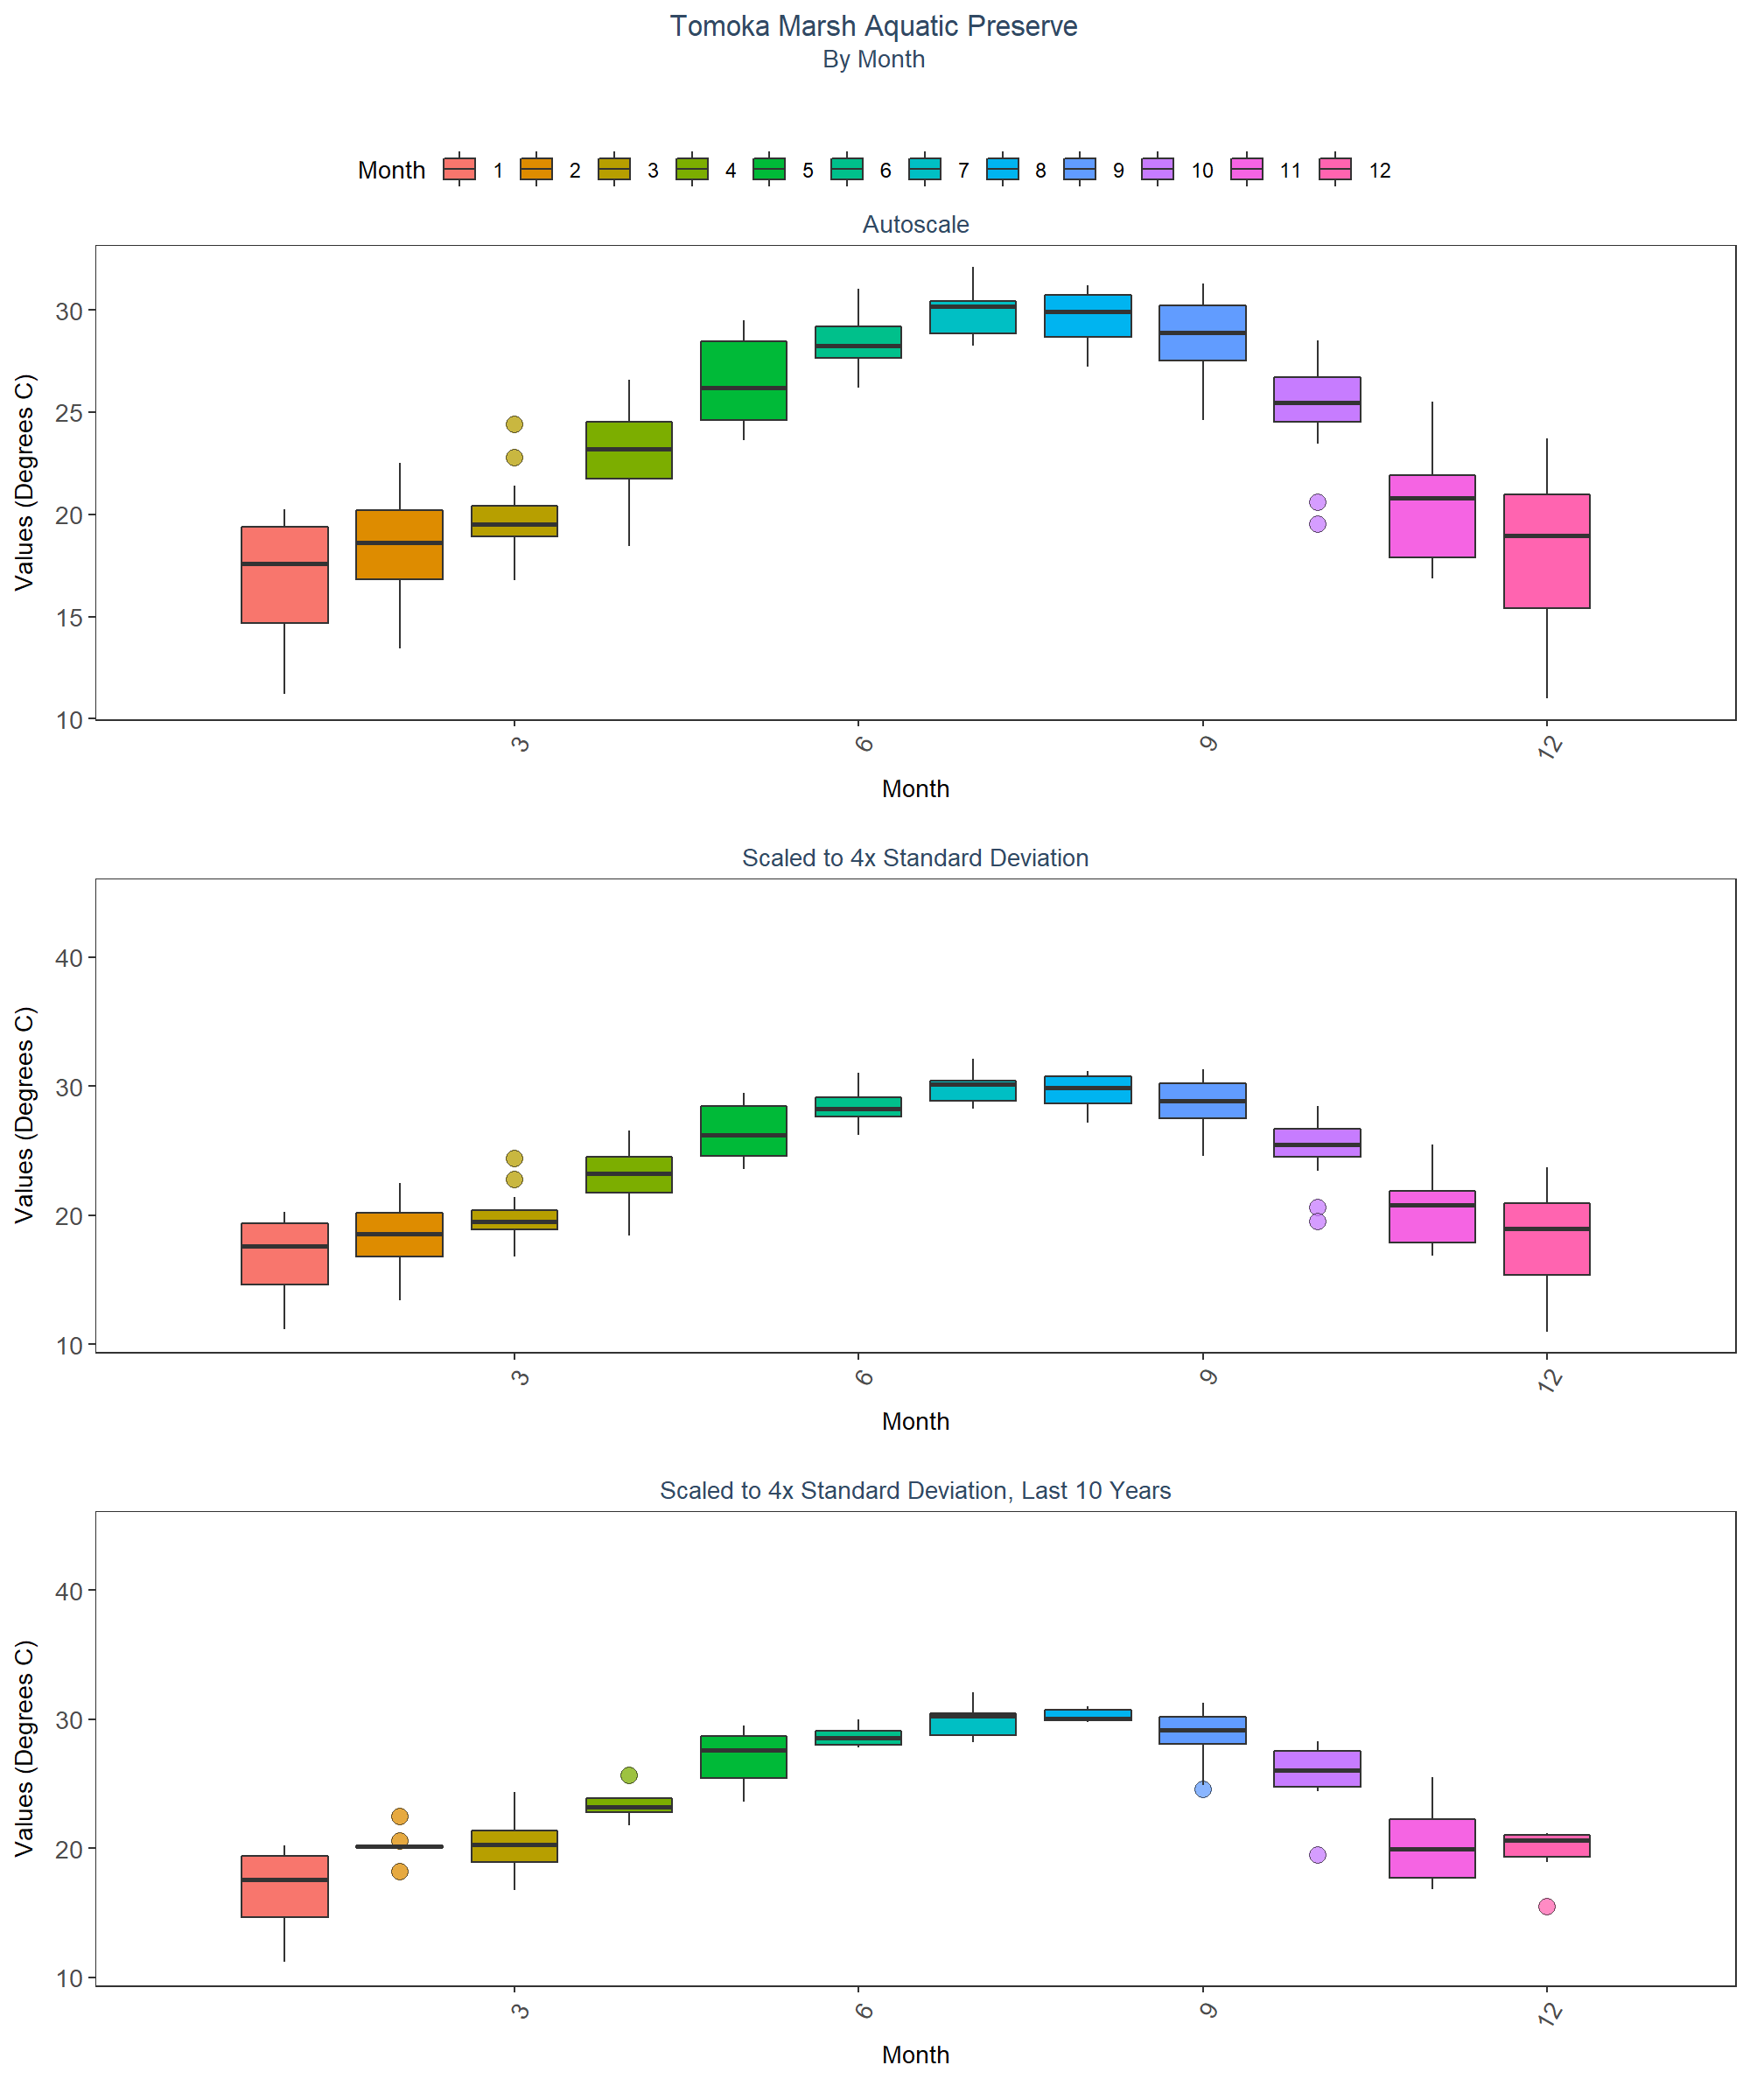 Tomoka Marsh Aquatic Preserve
By Month
Month 1 2 3 4 5 6 7 8 9 10 11 12
Autoscale
Values (Degrees C)
30
25
20
15
10
3 6 9 12
Month
Scaled to 4x Standard Deviation
Values (Degrees C)
40
30
20
10
3 6 9 12
Month
Scaled to 4x Standard Deviation, Last 10 Years
Values (Degrees C)
40
30
20
10
3 6 9 12
Month